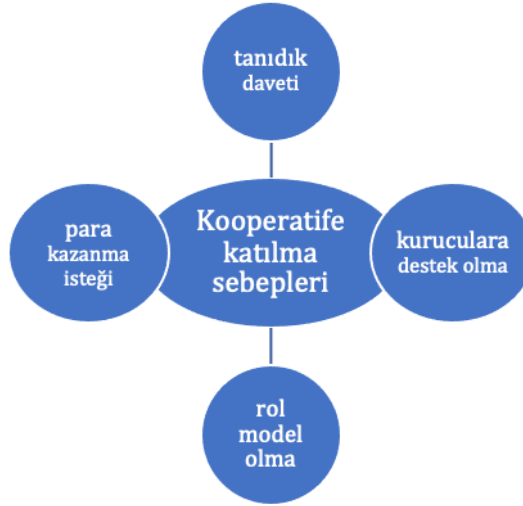 tanıdık
daveti
Kooperatife
katılma
sebepleri
para
kazanma
isteği
kuruculara
destek olma
rol
model
olma